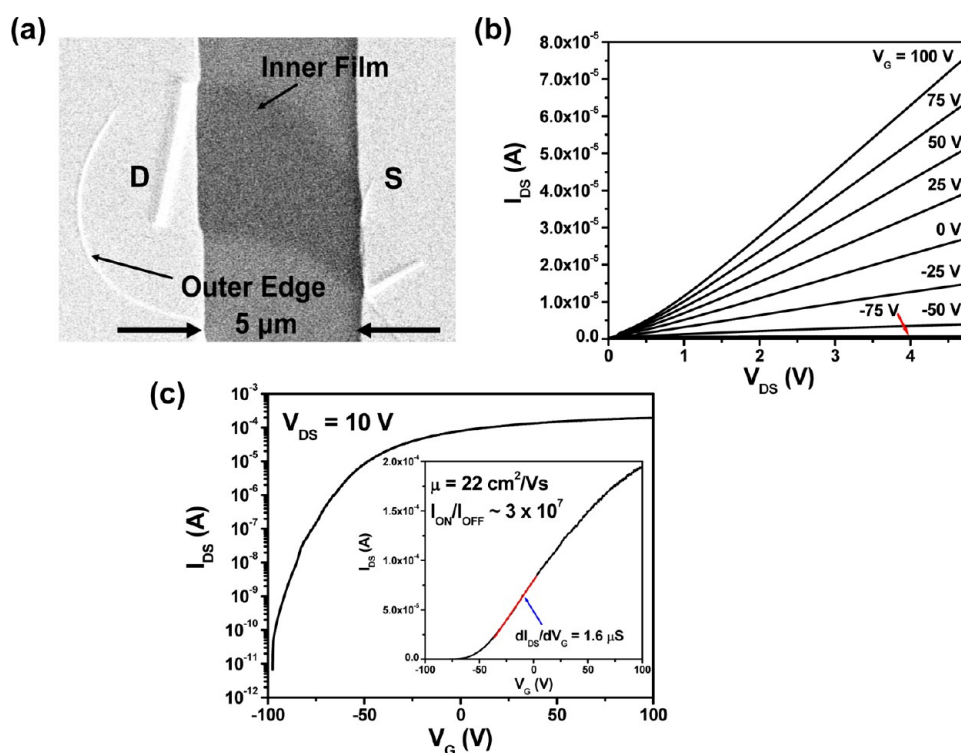 (a)
Inner Film
D
S
Outer Edge
5 μm
(b)
8.0x10⁻⁵
7.0x10⁻⁵
6.0x10⁻⁵
5.0x10⁻⁵
4.0x10⁻⁵
3.0x10⁻⁵
2.0x10⁻⁵
1.0x10⁻⁵
0.0
I_DS (A)
V_G = 100 V
75 V
50 V
25 V
0 V
-25 V
-50 V
-75 V
0 1 2 3 4
V_DS (V)
(c)
V_DS = 10 V
10⁻³
10⁻⁴
10⁻⁵
10⁻⁶
10⁻⁷
10⁻⁸
10⁻⁹
10⁻¹⁰
10⁻¹¹
10⁻¹²
I_DS (A)
-100 -50 0 50 100
V_G (V)
μ = 22 cm²/Vs
I_ON/I_OFF ~ 3 x 10⁷
2.0x10⁻⁴
1.5x10⁻⁴
1.0x10⁻⁴
5.0x10⁻⁵
0.0
I_DS (A)
dI_DS/dV_G = 1.6 μS
-100 -50 0 50 100
V_G (V)